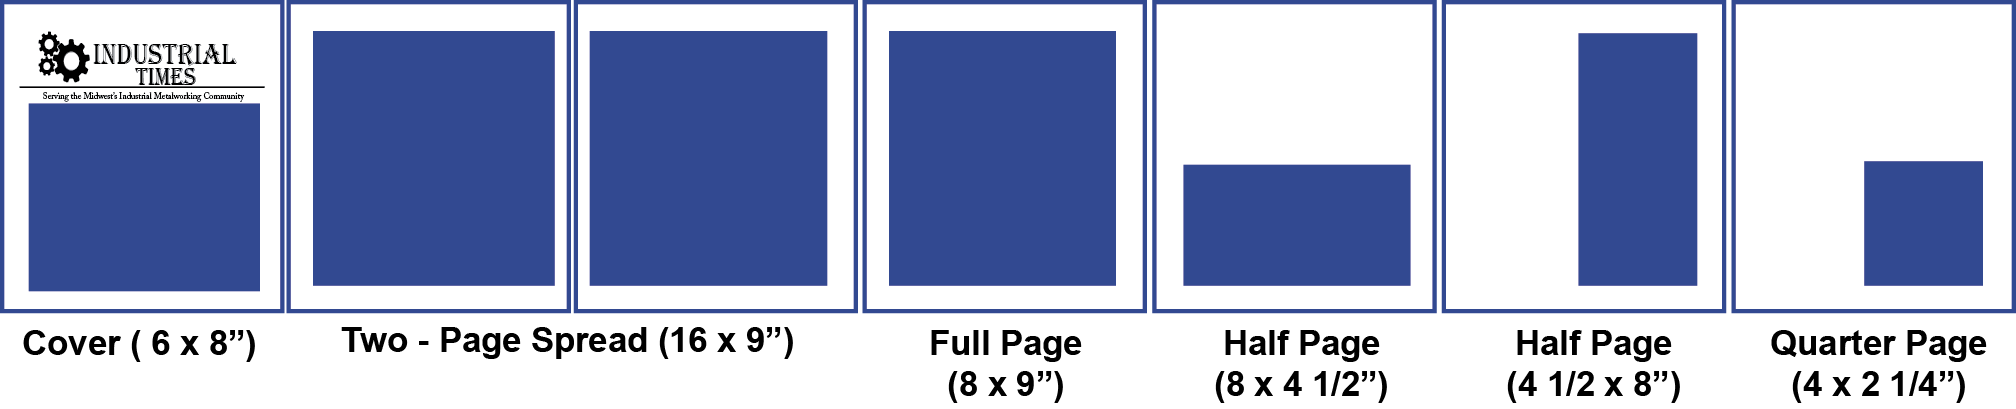 INDUSTRIAL
TIMES
Serving the Midwest's Industrial Metalworking Community
Cover ( 6 x 8”)
Two - Page Spread (16 x 9”)
Full Page
(8 x 9”)
Half Page
(8 x 4 1/2”)
Half Page
(4 1/2 x 8”)
Quarter Page
(4 x 2 1/4”)